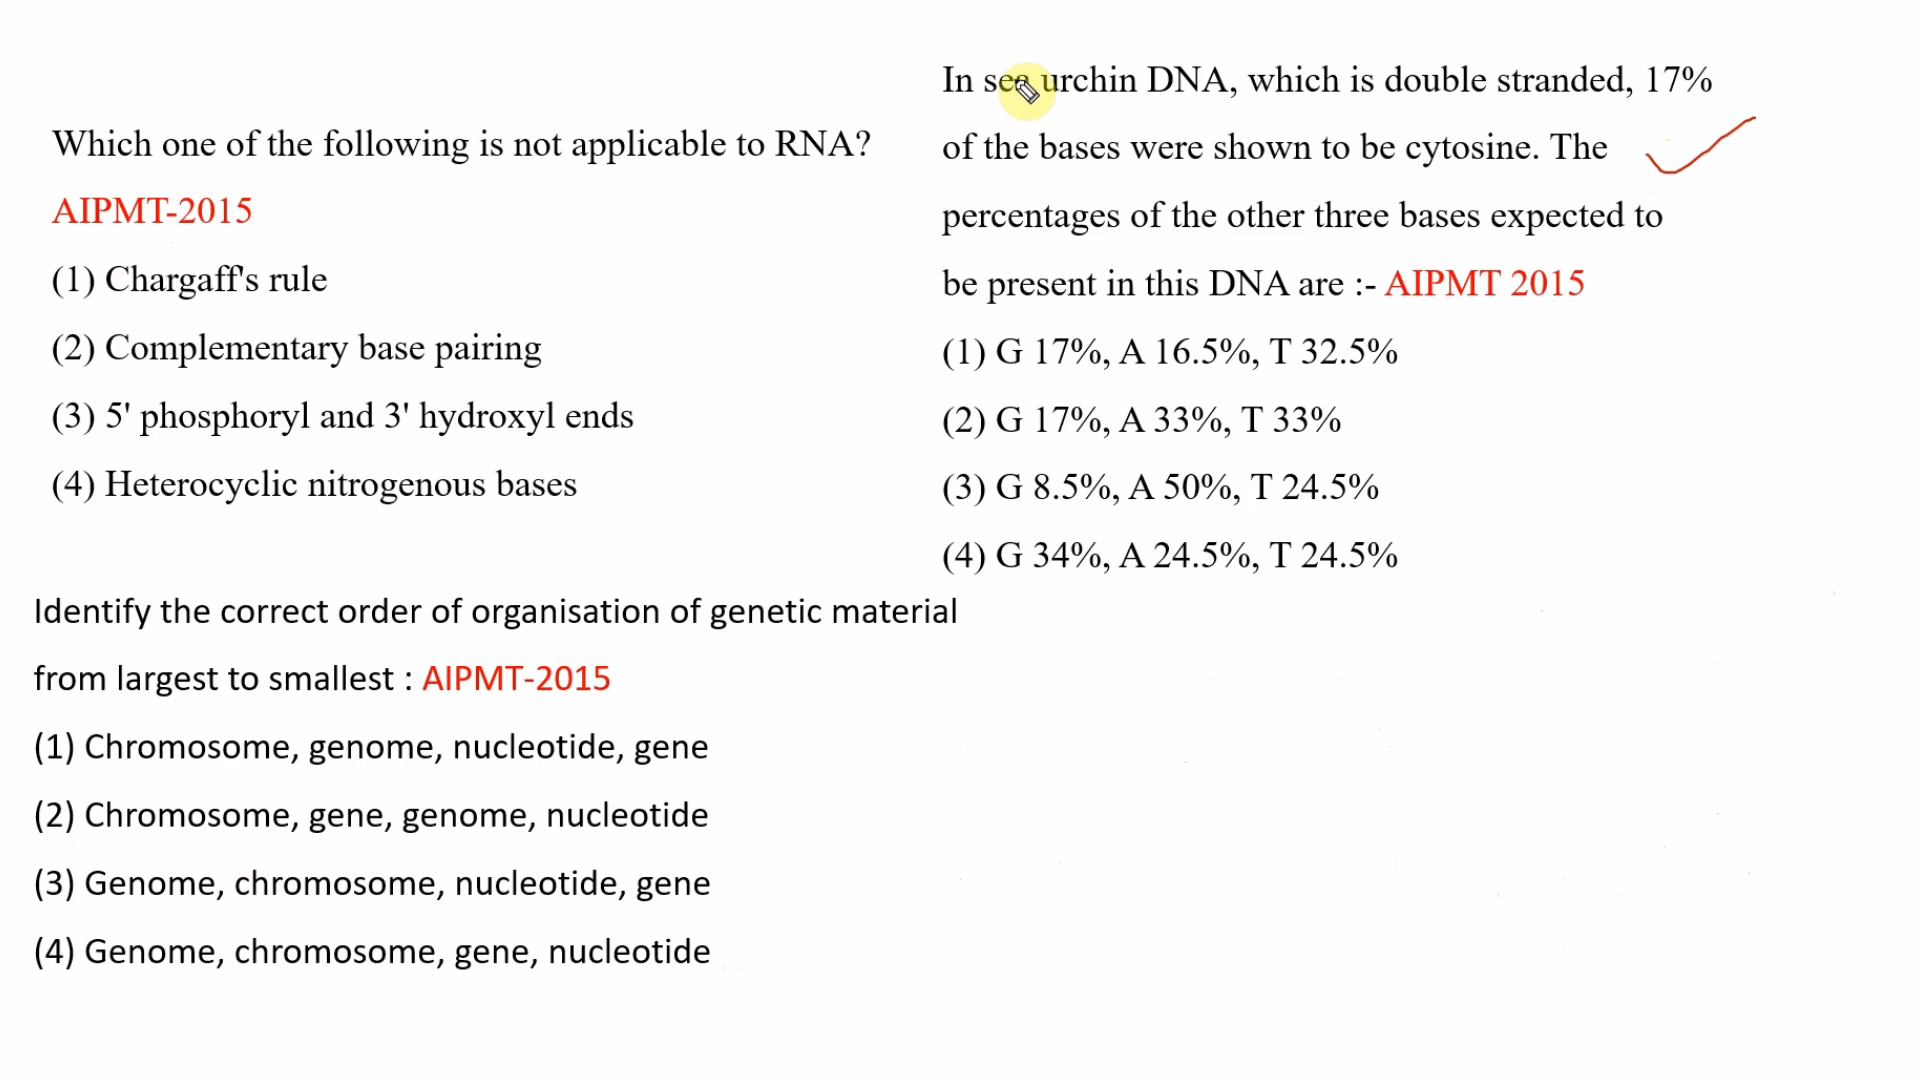 Which one of the following is not applicable to RNA?
AIPMT-2015
(1) Chargaff's rule
(2) Complementary base pairing
(3) 5' phosphoryl and 3' hydroxyl ends
(4) Heterocyclic nitrogenous bases
Identify the correct order of organisation of genetic material
from largest to smallest : AIPMT-2015
(1) Chromosome, genome, nucleotide, gene
(2) Chromosome, gene, genome, nucleotide
(3) Genome, chromosome, nucleotide, gene
(4) Genome, chromosome, gene, nucleotide
In sea urchin DNA, which is double stranded, 17%
of the bases were shown to be cytosine. The
percentages of the other three bases expected to
be present in this DNA are :- AIPMT 2015
(1) G 17%, A 16.5%, T 32.5%
(2) G 17%, A 33%, T 33%
(3) G 8.5%, A 50%, T 24.5%
(4) G 34%, A 24.5%, T 24.5%